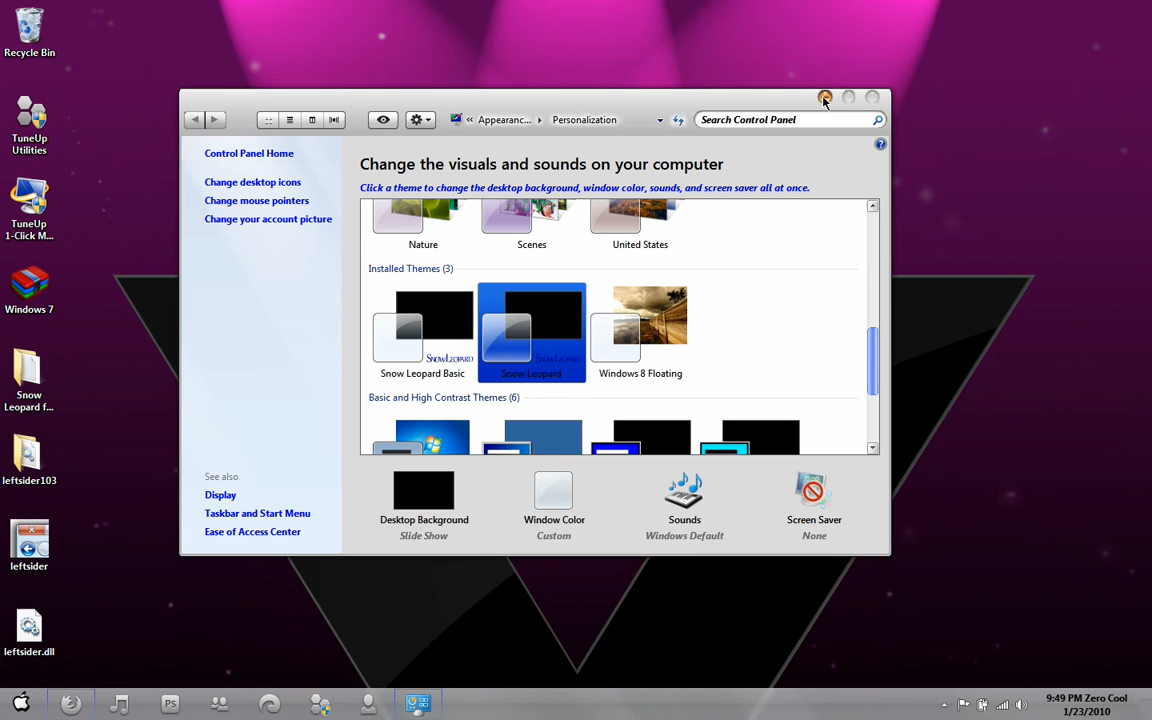 Recycle Bin
TuneUp
Utilities
TuneUp
1-Click M...
Windows 7
Snow
Leopard f...
leftsider103
leftsider
leftsider.dll
« Appearanc... Personalization
Search Control Panel
Control Panel Home
Change desktop icons
Change mouse pointers
Change your account picture
See also
Display
Taskbar and Start Menu
Ease of Access Center
Change the visuals and sounds on your computer
Click a theme to change the desktop background, window color, sounds, and screen saver all at once.
Nature Scenes United States
Installed Themes (3)
SnowLeopard SnowLeopard
Snow Leopard Basic Snow Leopard Windows 8 Floating
Basic and High Contrast Themes (6)
Desktop Background Window Color Sounds Screen Saver
Slide Show Custom Windows Default None
Ps
9:49 PM Zero Cool
1/23/2010